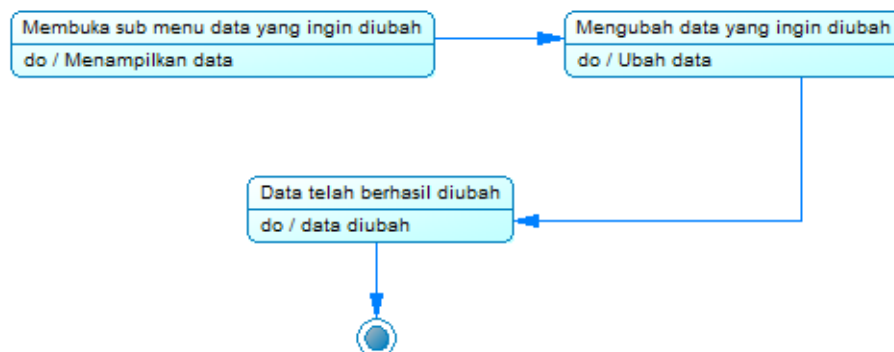 Membuka sub menu data yang ingin diubah
do / Menampilkan data
Mengubah data yang ingin diubah
do / Ubah data
Data telah berhasil diubah
do / data diubah